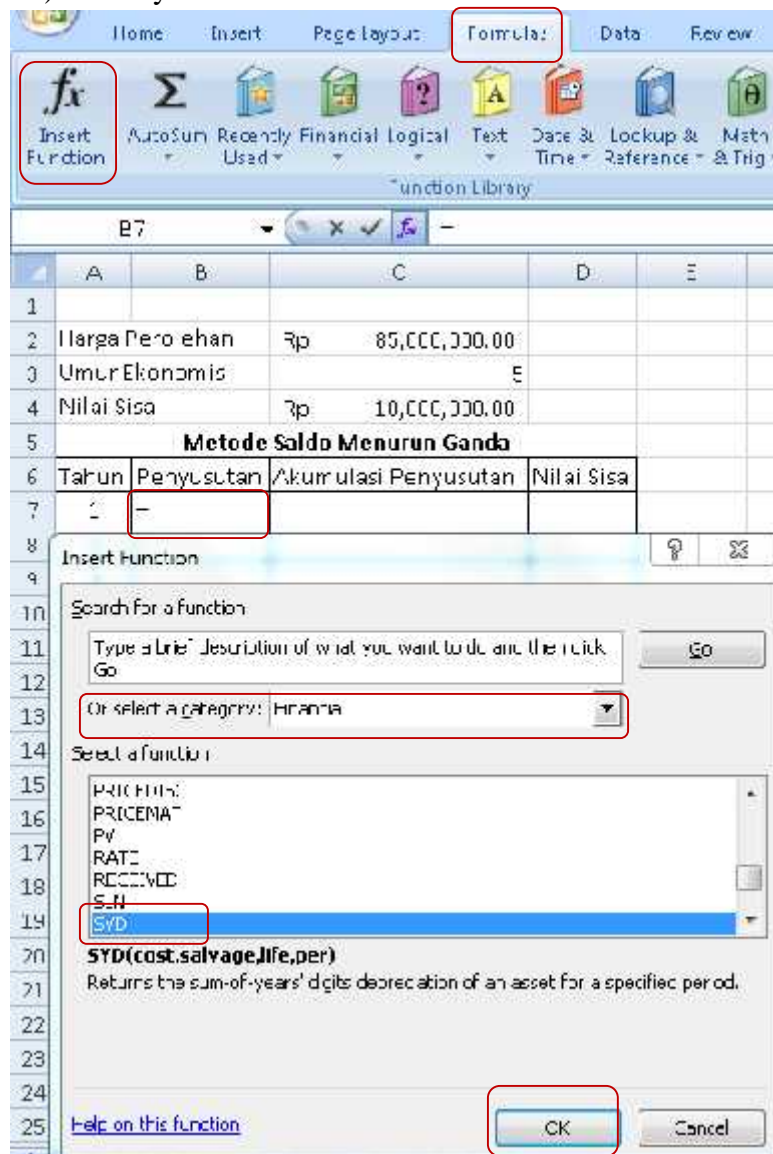 Home Insert Page Layout Formulas Data Review
fx Insert Function
Σ AutoSum
Recently Used
Financial
Logical
Text
Date & Time
Lookup & Reference
Math & Trig
Function Library
B7 fx =
A B C D E
1
2 Harga Perolehan Rp 85,000,000.00
3 Umur Ekonomis 5
4 Nilai Sisa Rp 10,000,000.00
5 Metode Saldo Menurun Ganda
6 Tahun Penyusutan Akumulasi Penyusutan Nilai Sisa
7 1 =
8
9
10
11
12
13
14
15
16
17
18
19
20
21
22
23
24
25
Insert Function
Search for a function
Type a brief description of what you want to do and then click Go
Go
Or select a category: Financial
Select a function
PRICEDISC
PRICEMAT
PV
RATE
RECEIVED
SLN
SYD
SYD(cost,salvage,life,per)
Returns the sum-of-years' digits depreciation of an asset for a specified period.
Help on this function
OK
Cancel